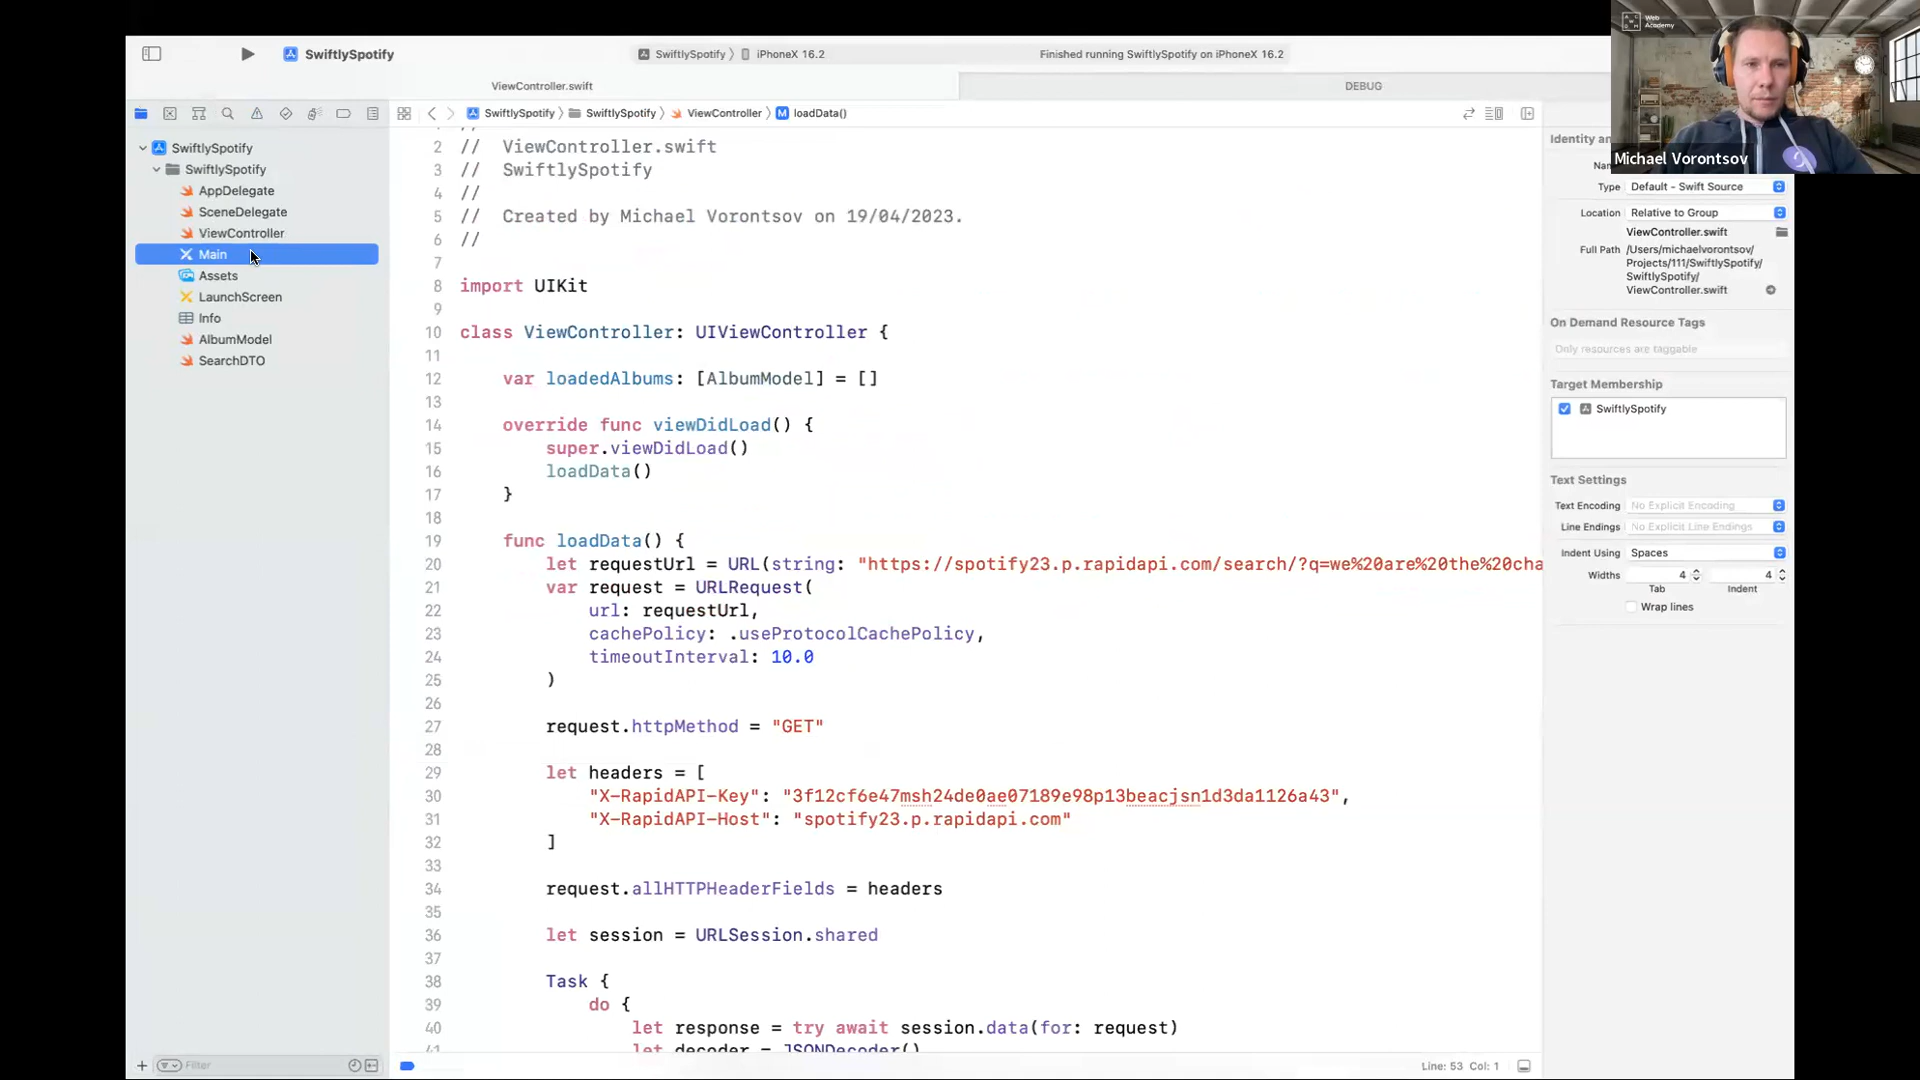 SwiftlySpotify
SwiftlySpotify
iPhoneX 16.2
Finished running SwiftlySpotify on iPhoneX 16.2
Web
Academy
Michael Vorontsov
ViewController.swift
DEBUG
SwiftlySpotify
SwiftlySpotify
ViewController
M loadData()
SwiftlySpotify
SwiftlySpotify
AppDelegate
SceneDelegate
ViewController
Main
Assets
LaunchScreen
Info
AlbumModel
SearchDTO
Filter
//
2 //  ViewController.swift
3 //  SwiftlySpotify
4 //
5 //  Created by Michael Vorontsov on 19/04/2023.
6 //
7
8 import UIKit
9
10 class ViewController: UIViewController {
11
12     var loadedAlbums: [AlbumModel] = []
13
14     override func viewDidLoad() {
15         super.viewDidLoad()
16         loadData()
17     }
18
19     func loadData() {
20         let requestUrl = URL(string: "https://spotify23.p.rapidapi.com/search/?q=we%20are%20the%20cha
21         var request = URLRequest(
22             url: requestUrl,
23             cachePolicy: .useProtocolCachePolicy,
24             timeoutInterval: 10.0
25         )
26
27         request.httpMethod = "GET"
28
29         let headers = [
30             "X-RapidAPI-Key": "3f12cf6e47msh24de0ae07189e98p13beacjsn1d3da1126a43",
31             "X-RapidAPI-Host": "spotify23.p.rapidapi.com"
32         ]
33
34         request.allHTTPHeaderFields = headers
35
36         let session = URLSession.shared
37
38         Task {
39             do {
40                 let response = try await session.data(for: request)
41                 let decoder = JSONDecoder()
Line: 53 Col: 1
Identity an
Type Default - Swift Source
Location Relative to Group
ViewController.swift
Full Path /Users/michaelvorontsov/
Projects/111/SwiftlySpotify/
SwiftlySpotify/
ViewController.swift
On Demand Resource Tags
Only resources are taggable
Target Membership
SwiftlySpotify
Text Settings
Text Encoding No Explicit Encoding
Line Endings No Explicit Line Endings
Indent Using Spaces
Widths 4 4
Tab Indent
Wrap lines